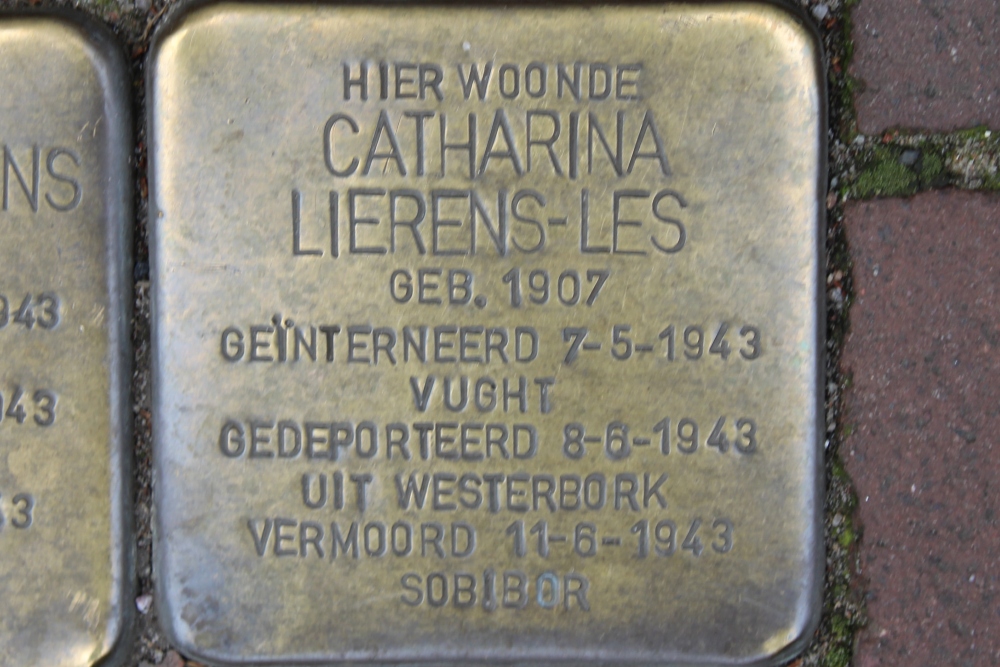 HIER WOONDE
CATHARINA
LIERENS-LES
GEB. 1907
GEÏNTERNEERD 7-5-1943
VUGHT
GEDEPORTEERD 8-6-1943
UIT WESTERBORK
VERMOORD 11-6-1943
SOBIBOR